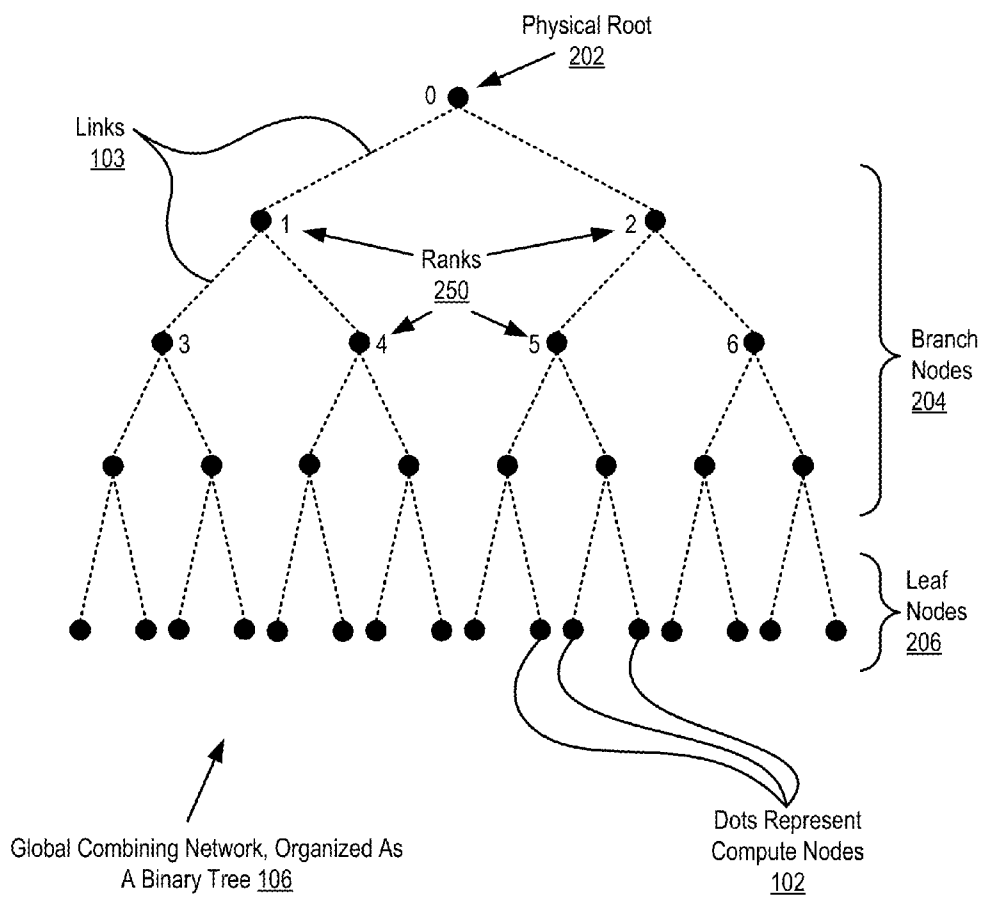 Physical Root
202
0
Links
103
1
2
Ranks
250
3
4
5
6
Branch
Nodes
204
Leaf
Nodes
206
Global Combining Network, Organized As
A Binary Tree 106
Dots Represent
Compute Nodes
102